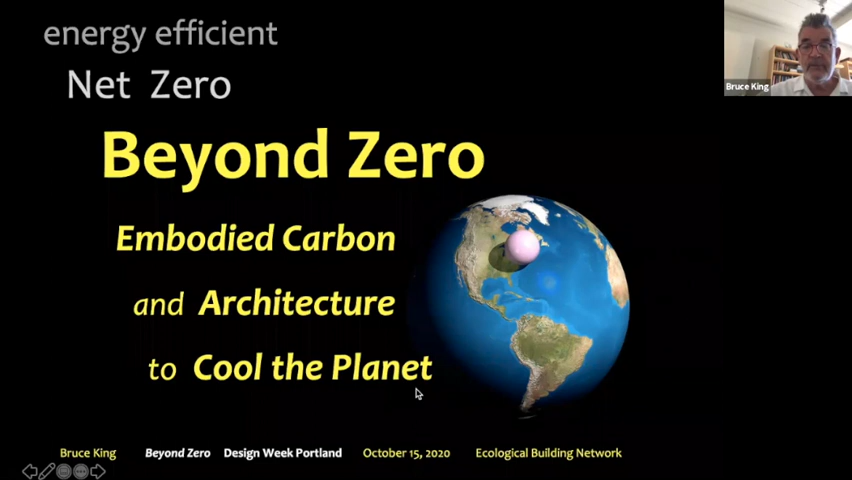 energy efficient
Net Zero
Beyond Zero
Embodied Carbon
and Architecture
to Cool the Planet
Bruce King
Bruce King Beyond Zero Design Week Portland October 15, 2020 Ecological Building Network